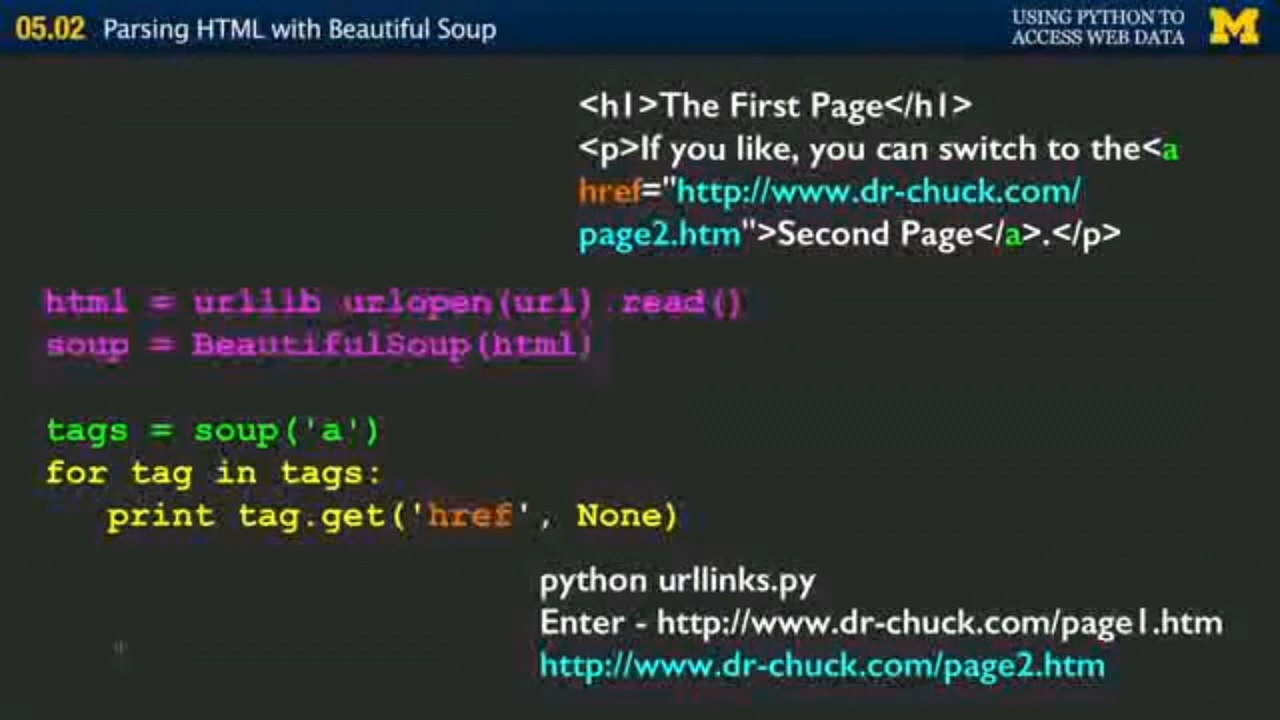 05.02 Parsing HTML with Beautiful Soup
USING PYTHON TO
ACCESS WEB DATA
M
<h1>The First Page</h1>
<p>If you like, you can switch to the<a
href="http://www.dr-chuck.com/
page2.htm">Second Page</a>.</p>
html = urllib.urlopen(url).read()
soup = BeautifulSoup(html)
tags = soup('a')
for tag in tags:
print tag.get('href', None)
python urllinks.py
Enter - http://www.dr-chuck.com/page1.htm
http://www.dr-chuck.com/page2.htm